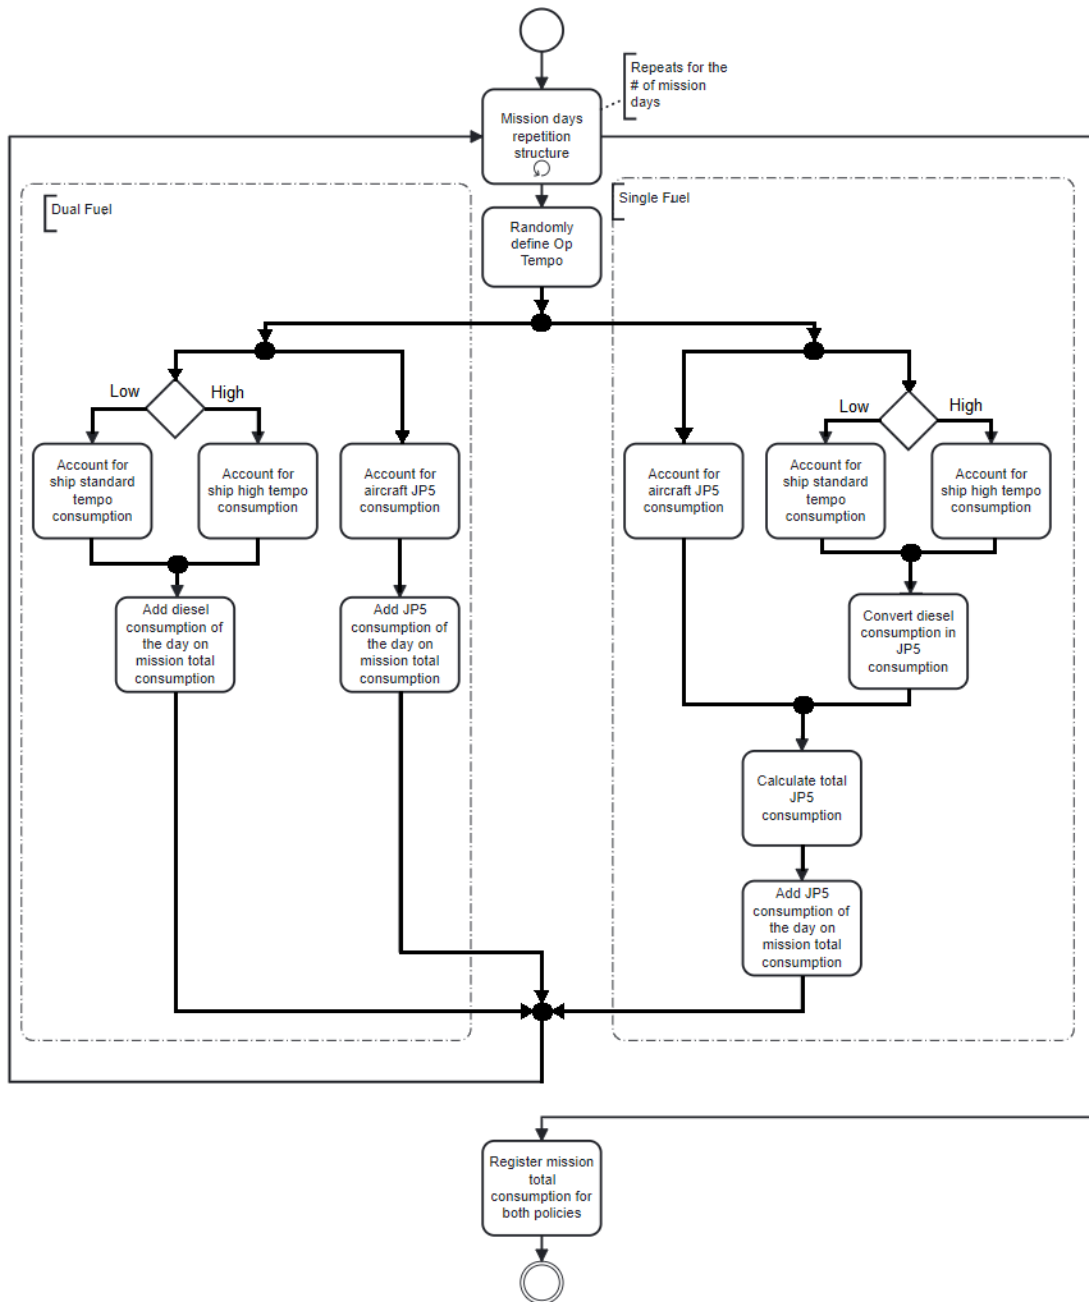 Repeats for the
# of mission
days
Mission days
repetition
structure
Dual Fuel
Single Fuel
Randomly
define Op
Tempo
Low
High
Low
High
Account for
ship standard
tempo
consumption
Account for
ship high tempo
consumption
Account for
aircraft JP5
consumption
Account for
aircraft JP5
consumption
Account for
ship standard
tempo
consumption
Account for
ship high tempo
consumption
Add diesel
consumption of
the day on
mission total
consumption
Add JP5
consumption of
the day on
mission total
consumption
Convert diesel
consumption in
JP5
consumption
Calculate total
JP5
consumption
Add JP5
consumption of
the day on
mission total
consumption
Register mission
total
consumption for
both policies